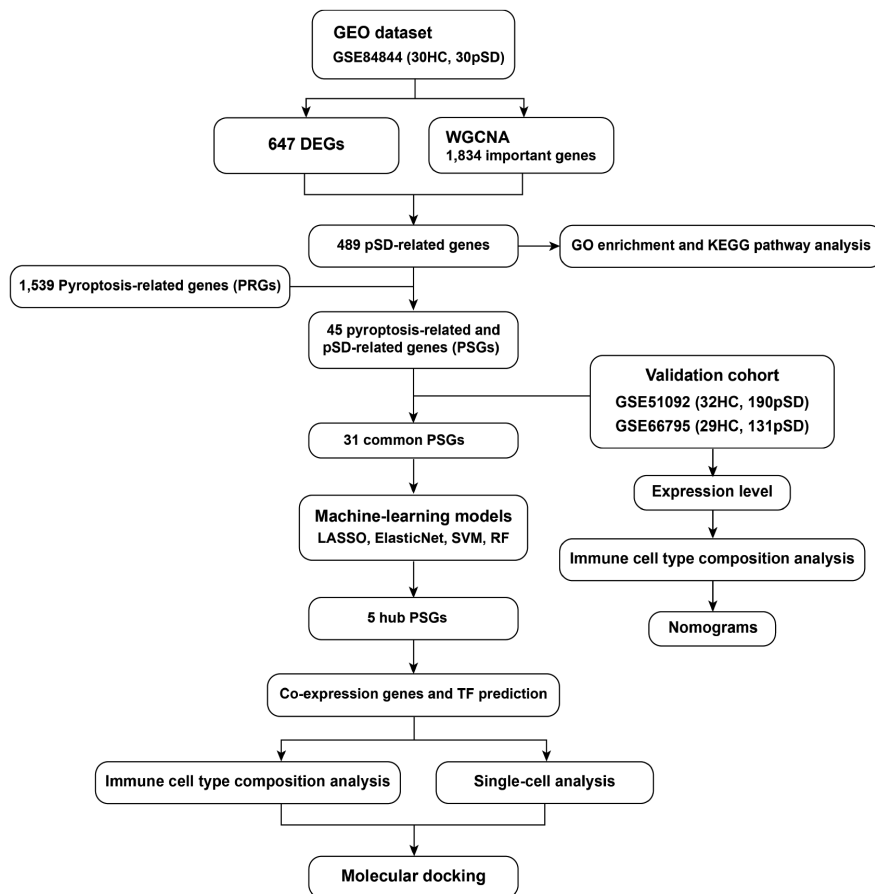 GEO dataset
GSE84844 (30HC, 30pSD)
647 DEGs
WGCNA
1,834 important genes
489 pSD-related genes
GO enrichment and KEGG pathway analysis
1,539 Pyroptosis-related genes (PRGs)
45 pyroptosis-related and
pSD-related genes (PSGs)
Validation cohort
GSE51092 (32HC, 190pSD)
GSE66795 (29HC, 131pSD)
31 common PSGs
Expression level
Machine-learning models
LASSO, ElasticNet, SVM, RF
Immune cell type composition analysis
5 hub PSGs
Nomograms
Co-expression genes and TF prediction
Immune cell type composition analysis
Single-cell analysis
Molecular docking